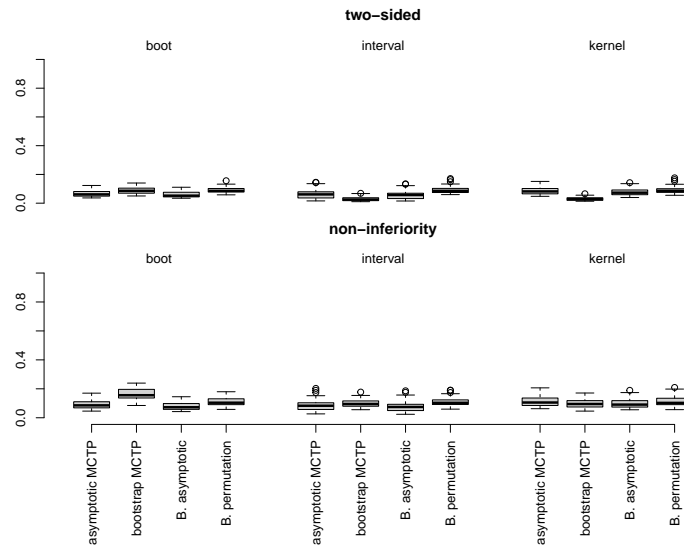 two−sided
boot interval kernel
0.0 0.4 0.8
non−inferiority
boot interval kernel
0.0 0.4 0.8
asymptotic MCTP
bootstrap MCTP
B. asymptotic
B. permutation
asymptotic MCTP
bootstrap MCTP
B. asymptotic
B. permutation
asymptotic MCTP
bootstrap MCTP
B. asymptotic
B. permutation